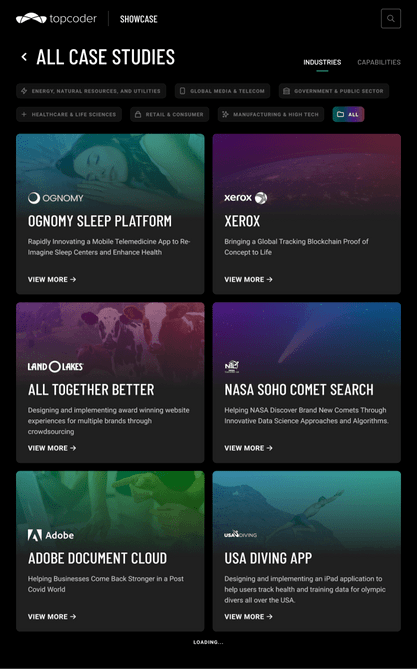 topcoder SHOWCASE
ALL CASE STUDIES
INDUSTRIES CAPABILITIES
ENERGY, NATURAL RESOURCES, AND UTILITIES GLOBAL MEDIA & TELECOM GOVERNMENT & PUBLIC SECTOR
HEALTHCARE & LIFE SCIENCES RETAIL & CONSUMER MANUFACTURING & HIGH TECH ALL
OGNOMY
OGNOMY SLEEP PLATFORM
Rapidly Innovating a Mobile Telemedicine App to Re-
Imagine Sleep Centers and Enhance Health
VIEW MORE →
xerox
XEROX
Bringing a Global Tracking Blockchain Proof of
Concept to Life
VIEW MORE →
LAND O LAKES
ALL TOGETHER BETTER
Designing and implementing award winning website
experiences for multiple brands through
crowdsourcing
VIEW MORE →
NASA SOHO COMET SEARCH
Helping NASA Discover Brand New Comets Through
Innovative Data Science Approaches and Algorithms.
VIEW MORE →
Adobe
ADOBE DOCUMENT CLOUD
Helping Businesses Come Back Stronger in a Post
Covid World
VIEW MORE →
USA DIVING
USA DIVING APP
Designing and implementing an iPad application to
help users track health and training data for olympic
divers all over the USA.
VIEW MORE →
LOADING...